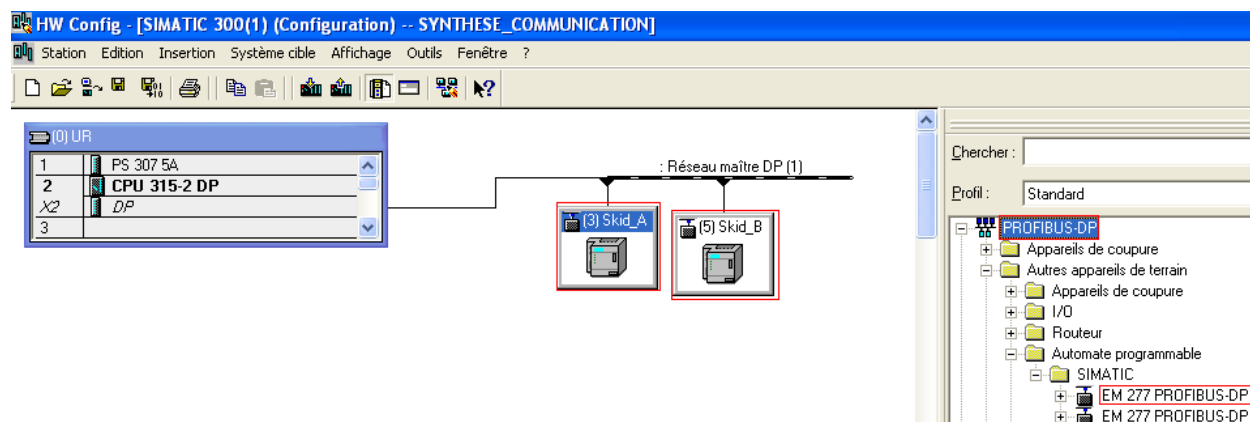 HW Config - [SIMATIC 300(1) (Configuration) -- SYNTHESE_COMMUNICATION]
Station Edition Insertion Système cible Affichage Outils Fenêtre ?
(0) UR
1 PS 307 5A
2 CPU 315-2 DP
X2 DP
3
: Réseau maître DP (1)
(3) Skid_A
(5) Skid_B
Chercher :
Profil : Standard
PROFIBUS-DP
Appareils de coupure
Autres appareils de terrain
Appareils de coupure
I/O
Routeur
Automate programmable
SIMATIC
EM 277 PROFIBUS-DP
EM 277 PROFIBUS-DP